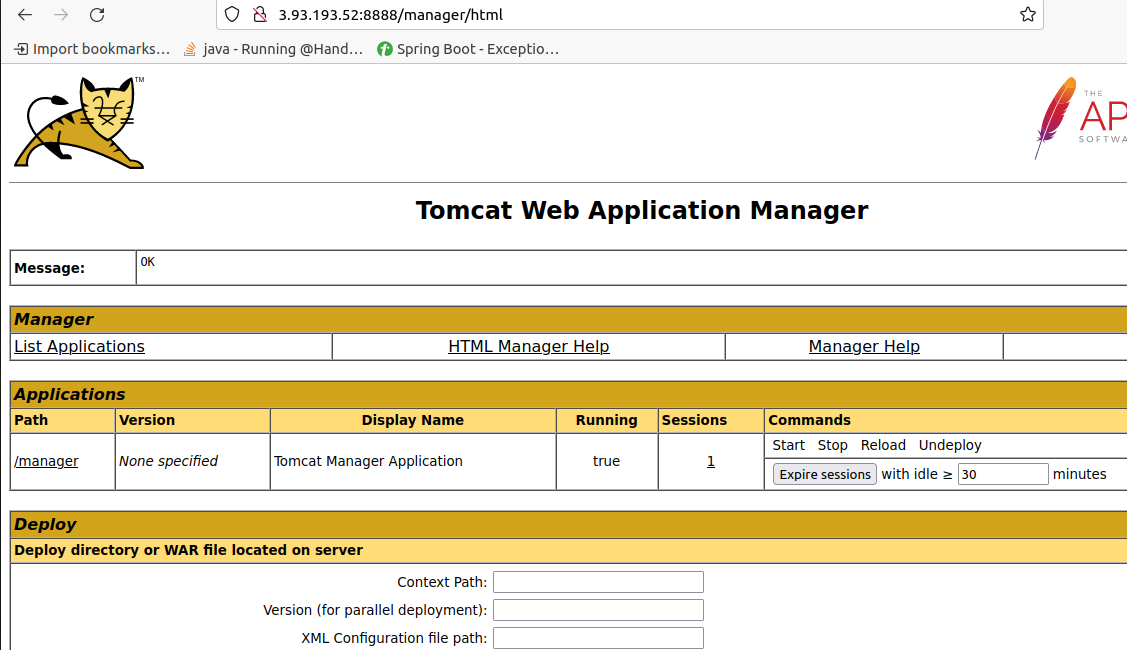 3.93.193.52:8888/manager/html
Import bookmarks… java - Running @Hand… Spring Boot - Exceptio…
TM
THE
AP
SOFTWA
Tomcat Web Application Manager
Message: OK
Manager
List Applications HTML Manager Help Manager Help
Applications
Path Version Display Name Running Sessions Commands
Start Stop Reload Undeploy
/manager None specified Tomcat Manager Application true 1
Expire sessions with idle ≥ 30 minutes
Deploy
Deploy directory or WAR file located on server
Context Path:
Version (for parallel deployment):
XML Configuration file path: